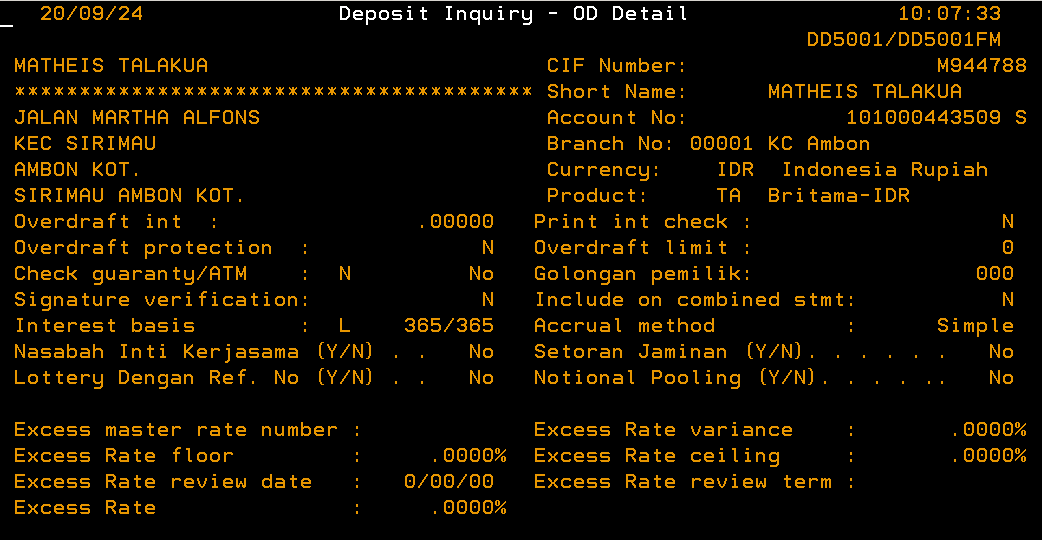 20/09/24 Deposit Inquiry - OD Detail 10:07:33
DD5001/DD5001FM
MATHEIS TALAKUA CIF Number: M944788
**************************************** Short Name: MATHEIS TALAKUA
JALAN MARTHA ALFONS Account No: 101000443509 S
KEC SIRIMAU Branch No: 00001 KC Ambon
AMBON KOT. Currency: IDR Indonesia Rupiah
SIRIMAU AMBON KOT. Product: TA Britama-IDR
Overdraft int : .00000 Print int check : N
Overdraft protection : N Overdraft limit : 0
Check guaranty/ATM : N No Golongan pemilik: 000
Signature verification: N Include on combined stmt: N
Interest basis : L 365/365 Accrual method : Simple
Nasabah Inti Kerjasama (Y/N) . . No Setoran Jaminan (Y/N). . . . . . No
Lottery Dengan Ref. No (Y/N) . . No Notional Pooling (Y/N). . . . .. No
Excess master rate number : Excess Rate variance : .0000%
Excess Rate floor : .0000% Excess Rate ceiling : .0000%
Excess Rate review date : 0/00/00 Excess Rate review term :
Excess Rate : .0000%